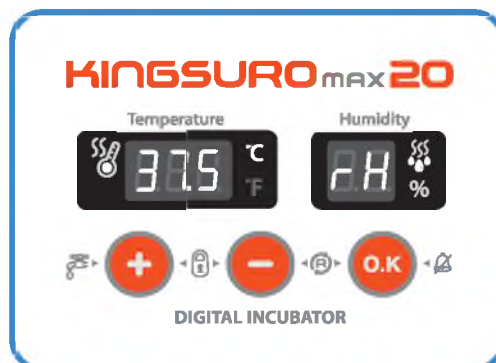 KINGSURO MAX 20
Temperature Humidity
37.5 °C °F rH %
+ - O.K
DIGITAL INCUBATOR